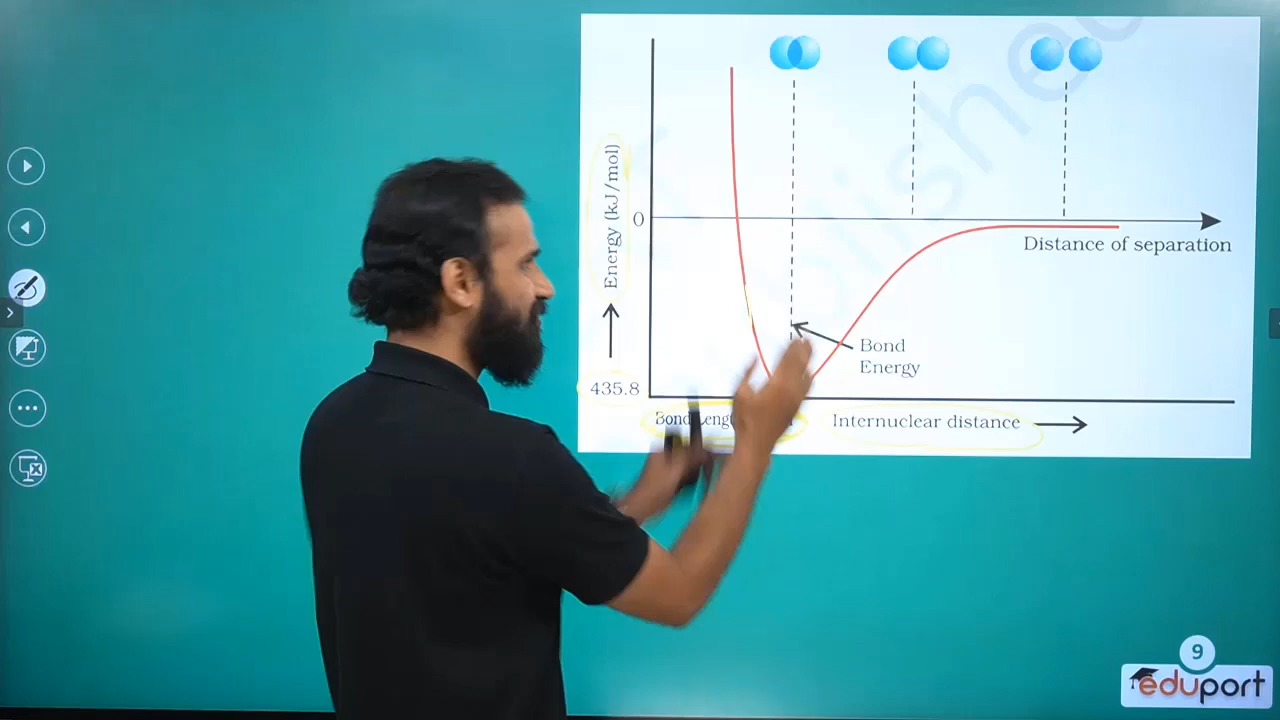 Energy (kJ/mol)
0
Distance of separation
Bond
Energy
435.8
Internuclear distance
9
eduport